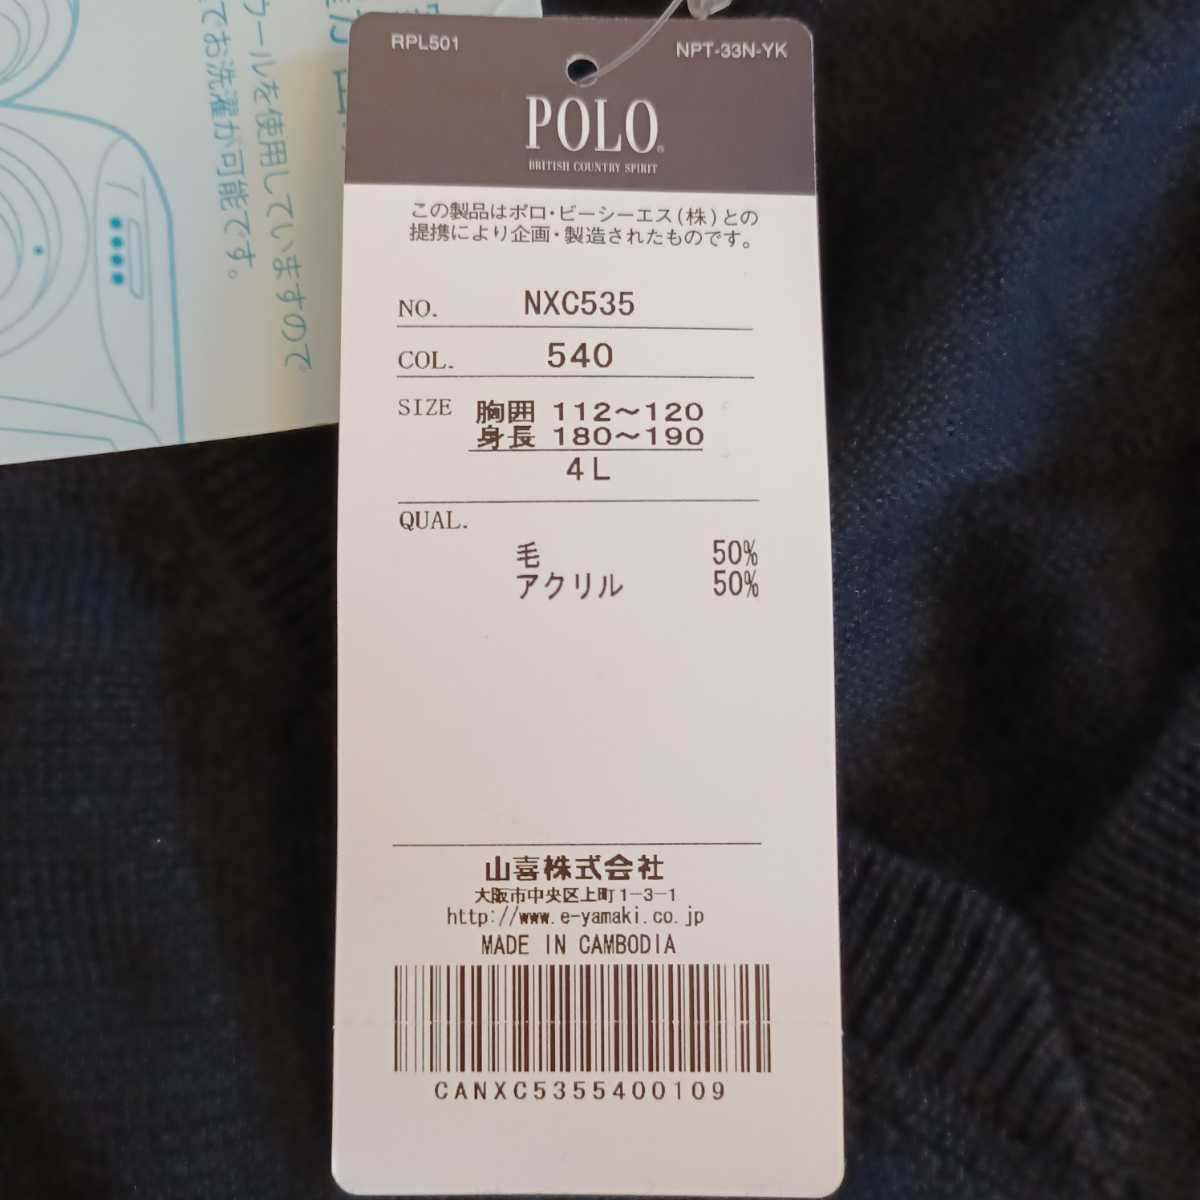 RPL501
NPT-33N-YK
POLO
BRITISH COUNTRY SPIRIT
この製品はポロ・ビーシーエス(株)との
提携により企画・製造されたものです。
NO. NXC535
COL. 540
SIZE 胸囲 112〜120
身長 180〜190
4L
QUAL.
毛 50%
アクリル 50%
山喜株式会社
大阪市中央区上町1-3-1
http://www.e-yamaki.co.jp
MADE IN CAMBODIA
CANXC5355400109
ウールを使用していますので
てお洗濯が可能です。